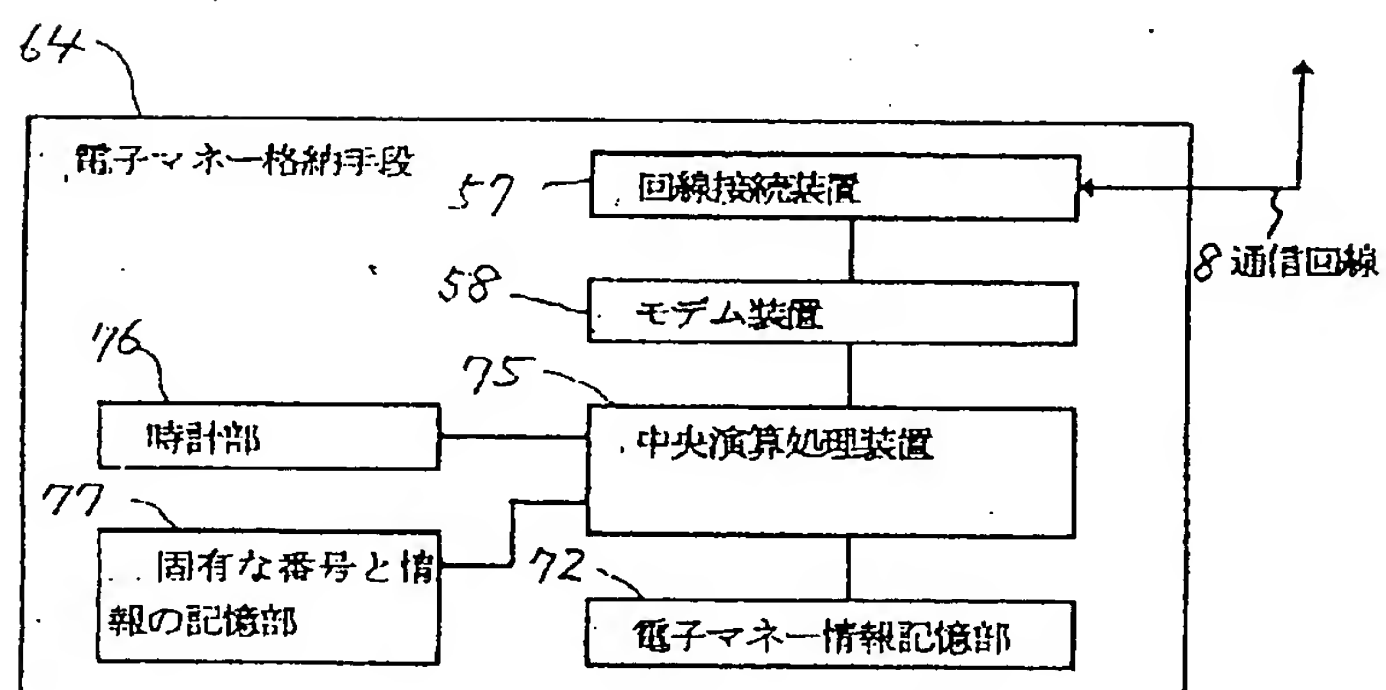 64
電子マネー格納手段
57
回線接続装置
8 通信回線
58
モデム装置
76
75
時計部
中央演算処理装置
77
固有な番号と情
報の記憶部
72
電子マネー情報記憶部